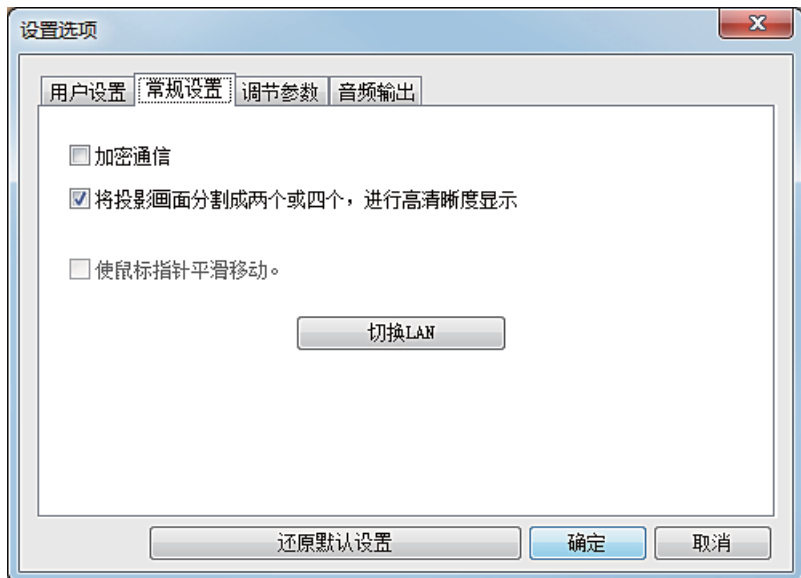 设置选项
用户设置 常规设置 调节参数 音频输出
加密通信
将投影画面分割成两个或四个，进行高清晰度显示
使鼠标指针平滑移动。
切换LAN
还原默认设置 确定 取消